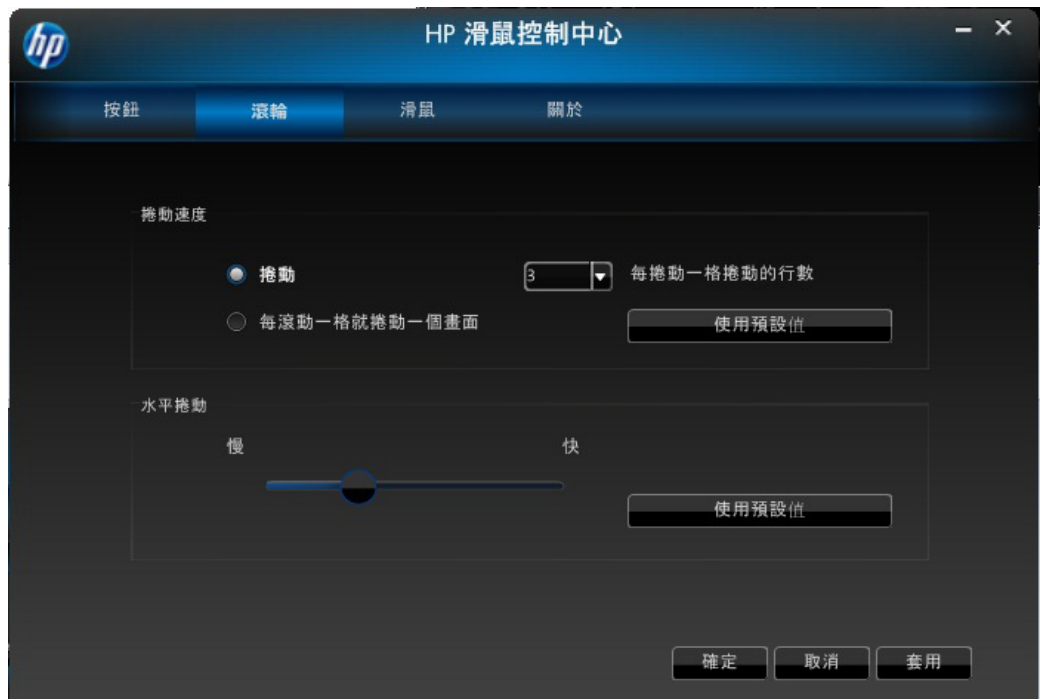 hp
HP 滑鼠控制中心
按鈕 滾輪 滑鼠 關於
捲動速度
捲動 3 每捲動一格捲動的行數
每滾動一格就捲動一個畫面 使用預設值
水平捲動
慢 快
使用預設值
確定 取消 套用